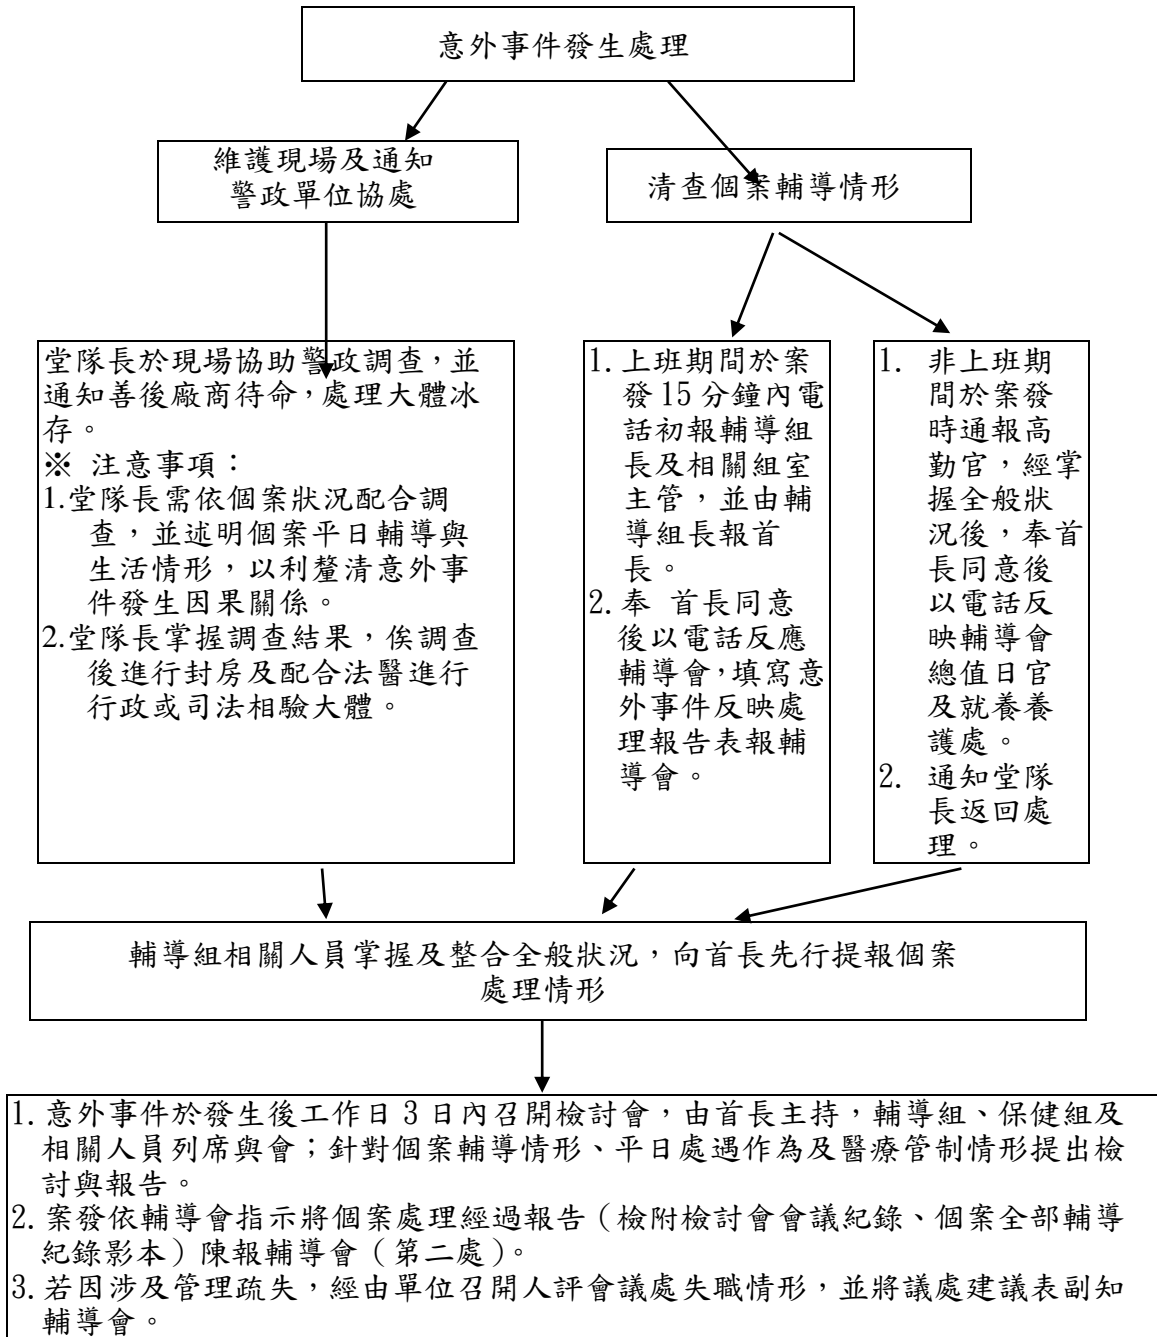 意外事件發生處理
維護現場及通知
警政單位協處
清查個案輔導情形
堂隊長於現場協助警政調查，並
通知善後廠商待命，處理大體冰
存。
※ 注意事項：
1.堂隊長需依個案狀況配合調
查，並述明個案平日輔導與
生活情形，以利釐清意外事
件發生因果關係。
2.堂隊長掌握調查結果，俟調查
後進行封房及配合法醫進行
行政或司法相驗大體。
1. 上班期間於案
發 15 分鐘內電
話初報輔導組
長及相關組室
主管，並由輔
導組長報首
長。
2. 奉 首長同意
後以電話反應
輔導會，填寫意
外事件反映處
理報告表報輔
導會。
1. 非上班期
間於案發
時通報高
勤官，經掌
握全般狀
況後，奉首
長同意後
以電話反
映輔導會
總值日官
及就養養
護處。
2. 通知堂隊
長返回處
理。
輔導組相關人員掌握及整合全般狀況，向首長先行提報個案
處理情形
1. 意外事件於發生後工作日 3 日內召開檢討會，由首長主持，輔導組、保健組及
相關人員列席與會；針對個案輔導情形、平日處遇作為及醫療管制情形提出檢
討與報告。
2. 案發依輔導會指示將個案處理經過報告（檢附檢討會會議紀錄、個案全部輔導
紀錄影本）陳報輔導會（第二處）。
3. 若因涉及管理疏失，經由單位召開人評會議處失職情形，並將議處建議表副知
輔導會。